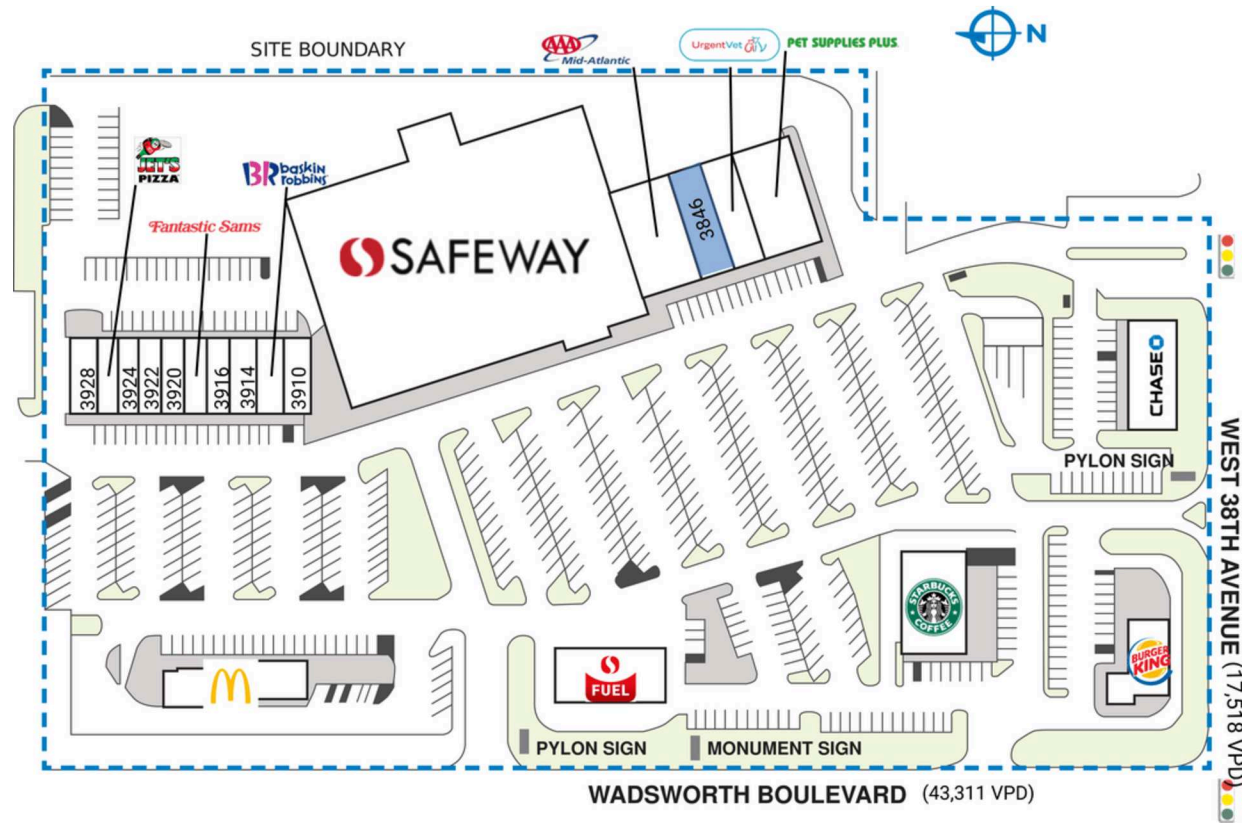 SITE BOUNDARY
AAA
Mid-Atlantic
UrgentVet
PET SUPPLIES PLUS
N
JET'S
PIZZA
BR baskin
robbins
Fantastic Sams
SAFEWAY
3846
3928
3924
3922
3920
3916
3914
3910
CHASE
PYLON SIGN
WEST 38TH AVENUE (17,518 VPD)
STARBUCKS
COFFEE
BURGER
KING
FUEL
PYLON SIGN
MONUMENT SIGN
WADSWORTH BOULEVARD (43,311 VPD)